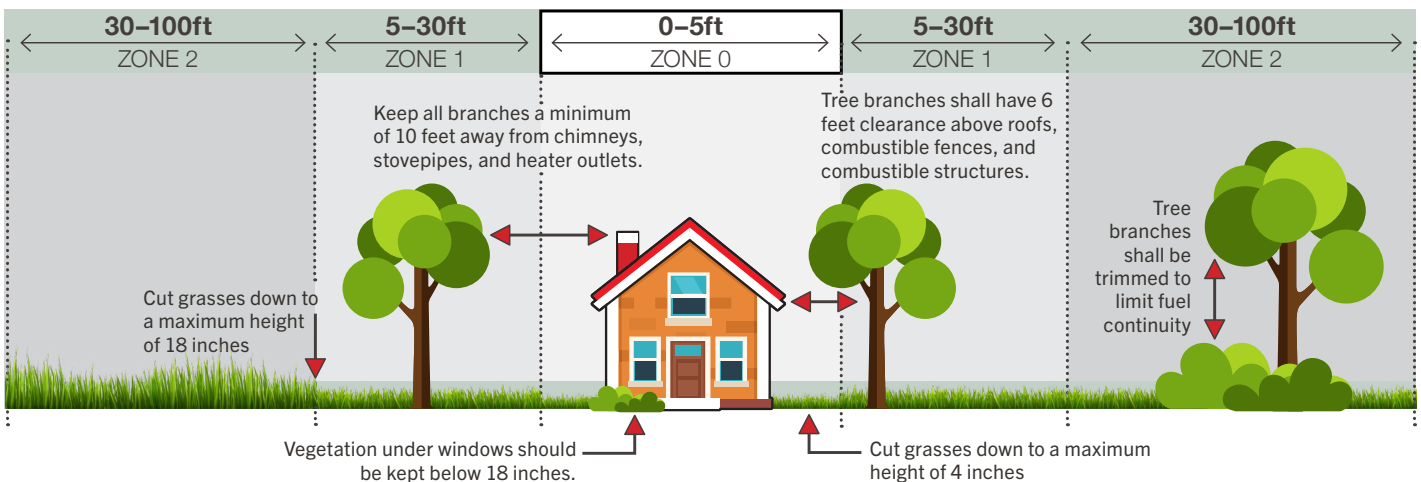 30–100ft
ZONE 2
5–30ft
ZONE 1
0–5ft
ZONE 0
5–30ft
ZONE 1
30–100ft
ZONE 2
Keep all branches a minimum
of 10 feet away from chimneys,
stovepipes, and heater outlets.
Tree branches shall have 6
feet clearance above roofs,
combustible fences, and
combustible structures.
Tree
branches
shall be
trimmed to
limit fuel
continuity
Cut grasses down to
a maximum height
of 18 inches
Vegetation under windows should
be kept below 18 inches.
Cut grasses down to a maximum
height of 4 inches